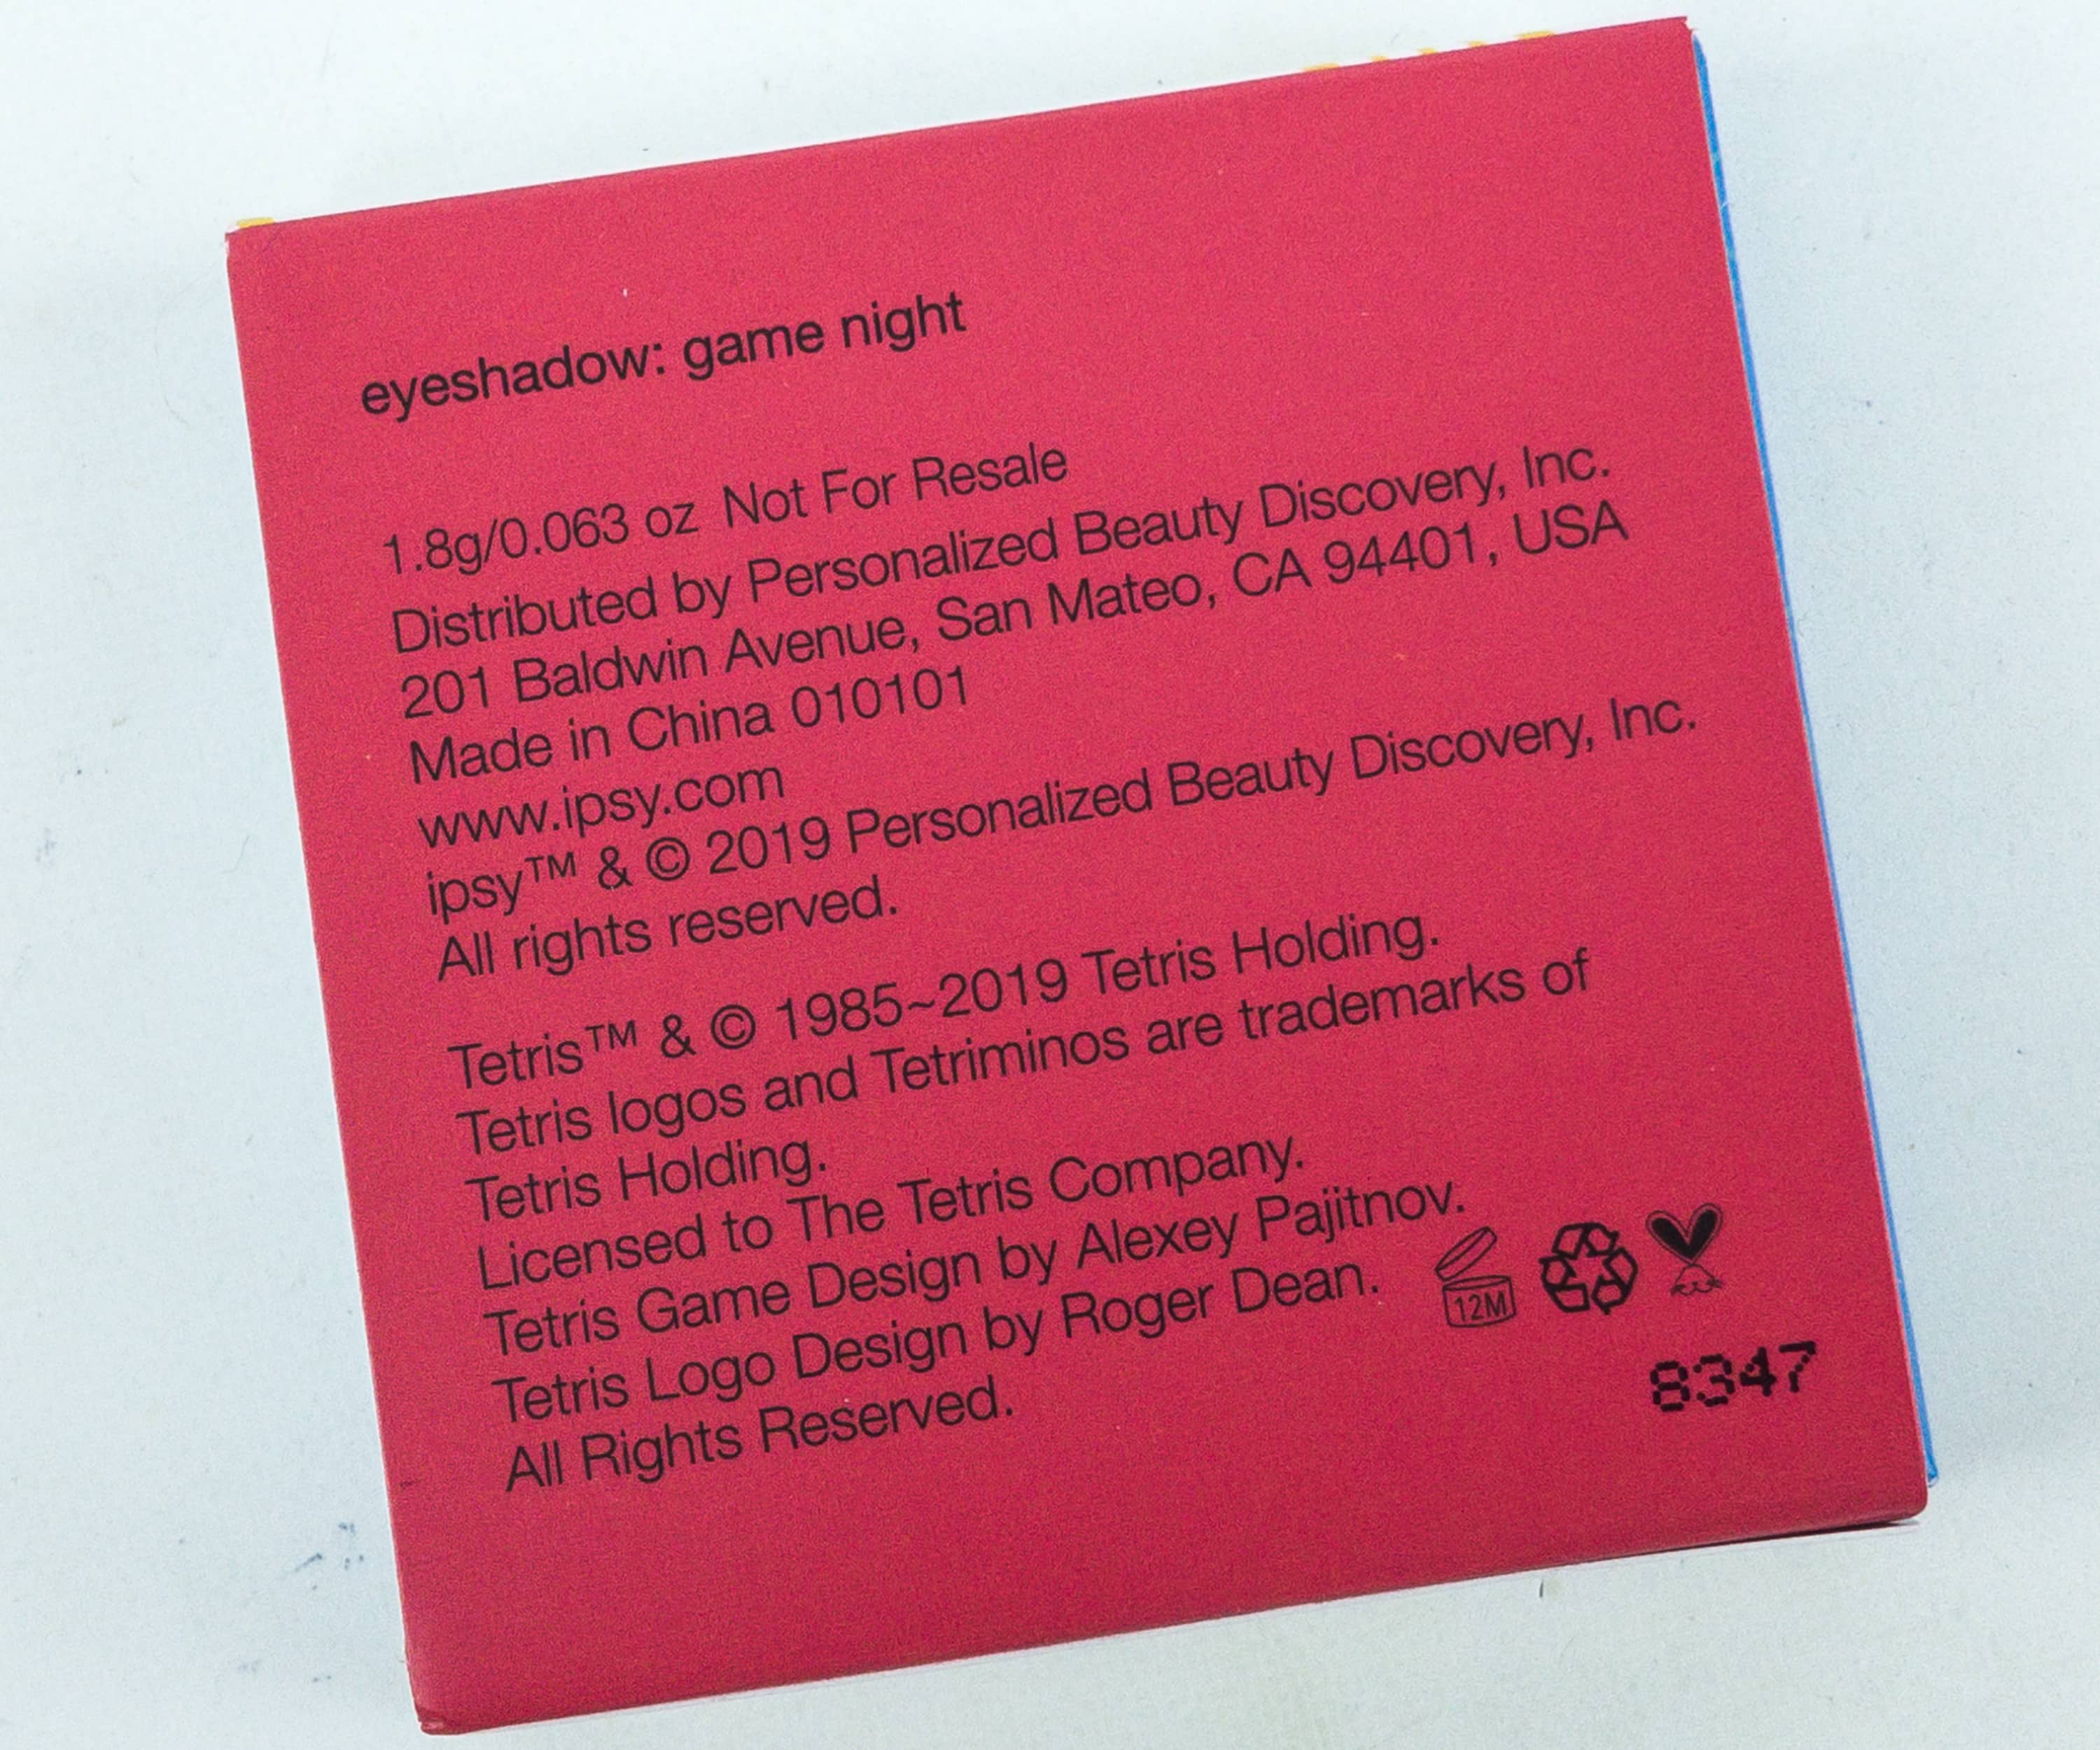 eyeshadow: game night
1.8g/0.063 oz Not For Resale
Distributed by Personalized Beauty Discovery, Inc.
201 Baldwin Avenue, San Mateo, CA 94401, USA
Made in China 010101
www.ipsy.com
ipsy™ & © 2019 Personalized Beauty Discovery, Inc.
All rights reserved.
Tetris™ & © 1985~2019 Tetris Holding.
Tetris logos and Tetriminos are trademarks of
Tetris Holding.
Licensed to The Tetris Company.
Tetris Game Design by Alexey Pajitnov.
Tetris Logo Design by Roger Dean.
All Rights Reserved.
12M
8347